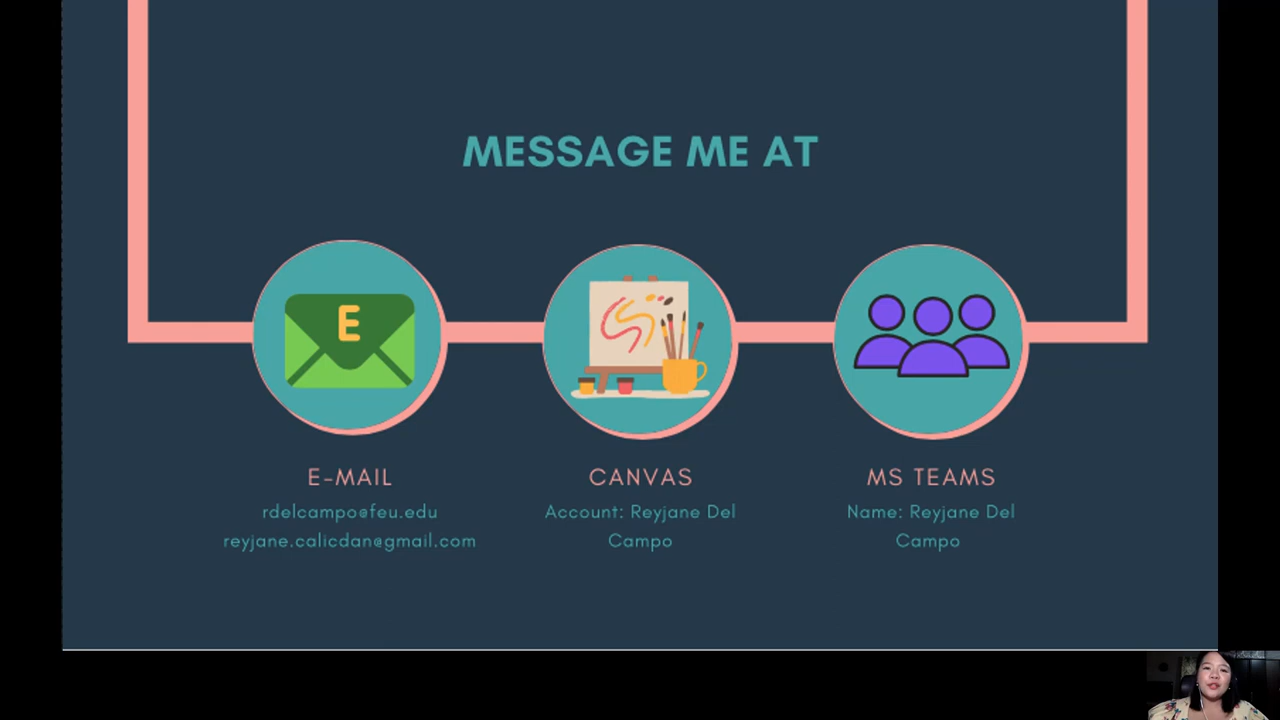 MESSAGE ME AT
E
E-MAIL
rdelcampo@feu.edu
reyjane.calicdan@gmail.com
CANVAS
Account: Reyjane Del
Campo
MS TEAMS
Name: Reyjane Del
Campo